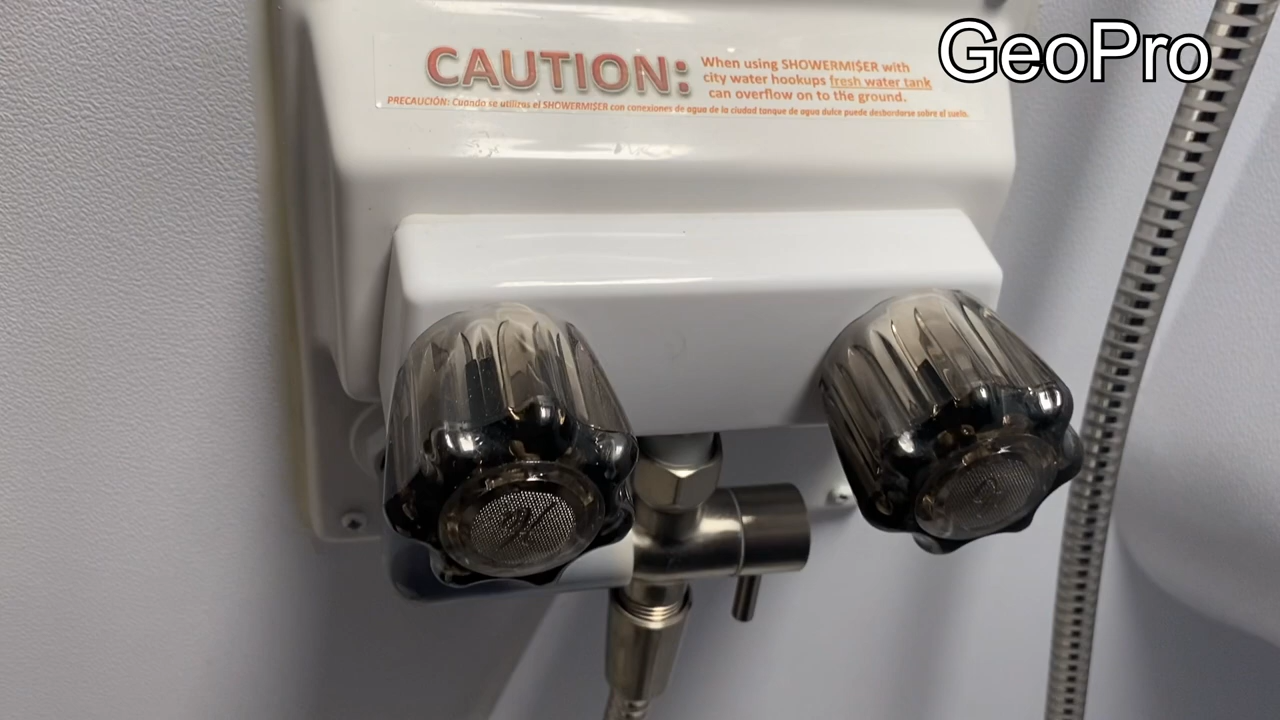 GeoPro
CAUTION:
When using SHOWERMI$ER with
city water hookups fresh water tank
can overflow on to the ground.
PRECAUCIÓN: Cuando se utilizas el SHOWERMI$ER con conexiones de agua de la ciudad tanque de agua dulce puede desbordarse sobre el suelo.